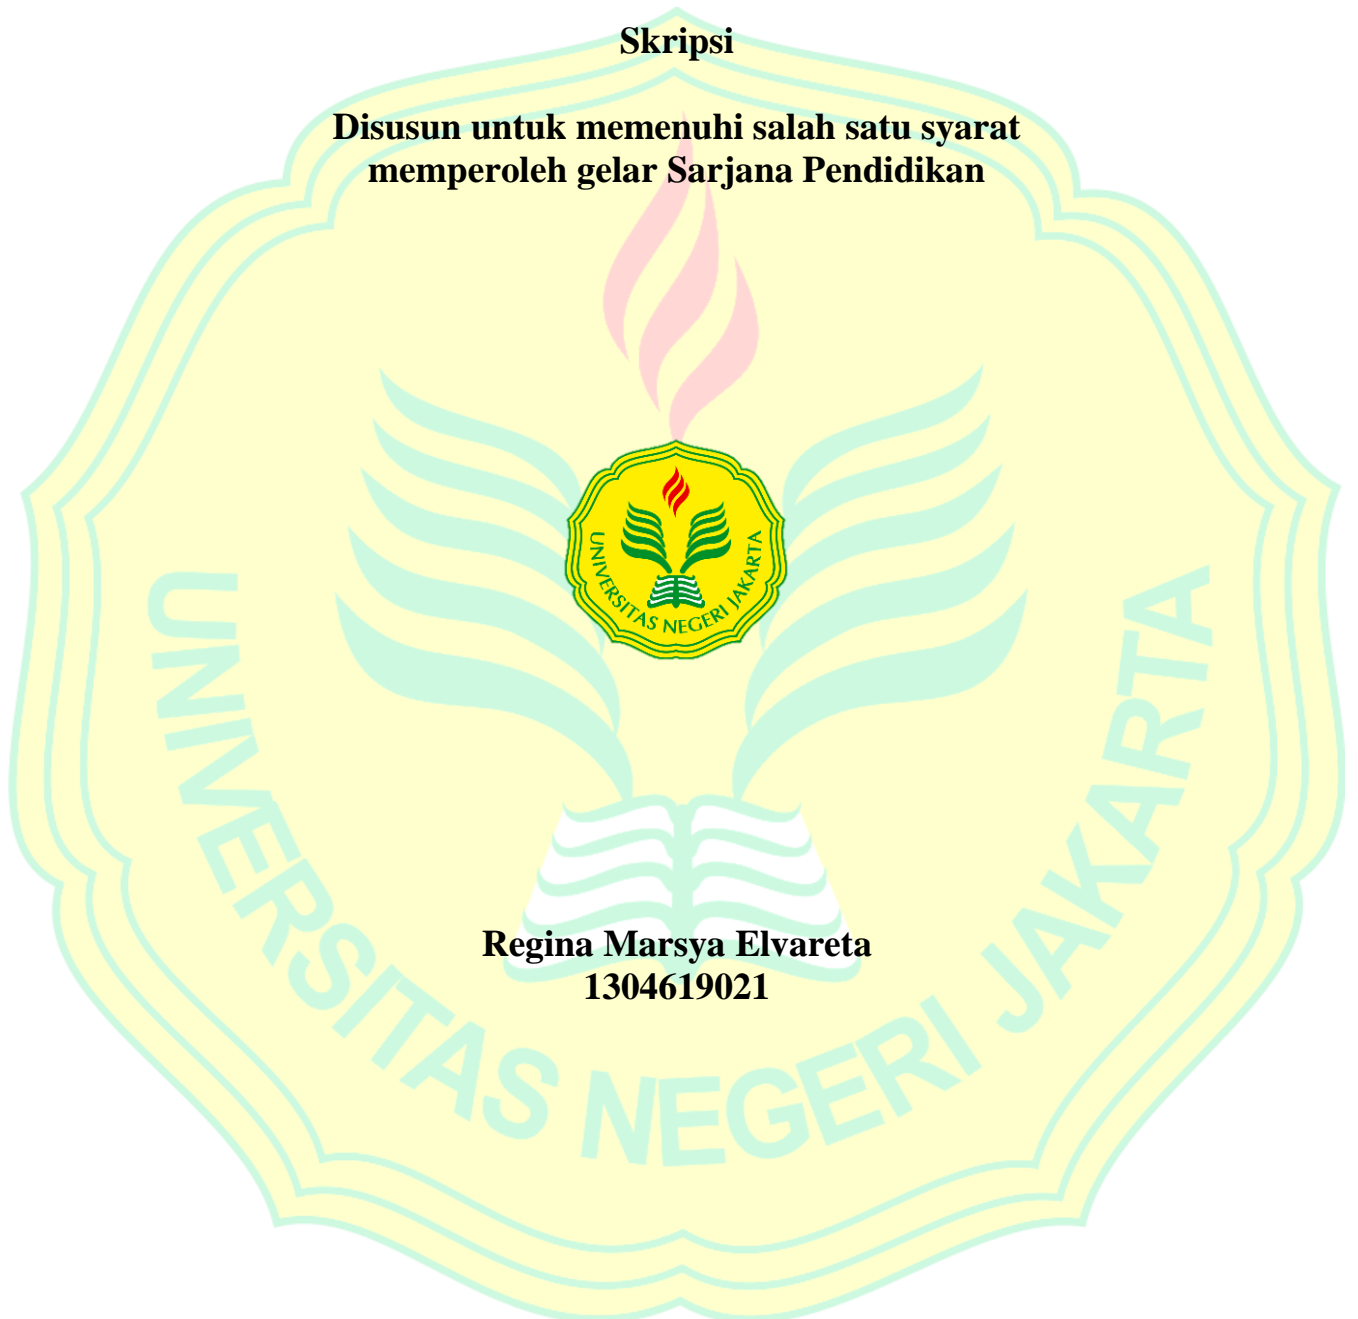 Skripsi
Disusun untuk memenuhi salah satu syarat
memperoleh gelar Sarjana Pendidikan
UNIVERSITAS NEGERI JAKARTA
Regina Marsya Elvareta
1304619021
UNIVERSITAS NEGERI JAKARTA